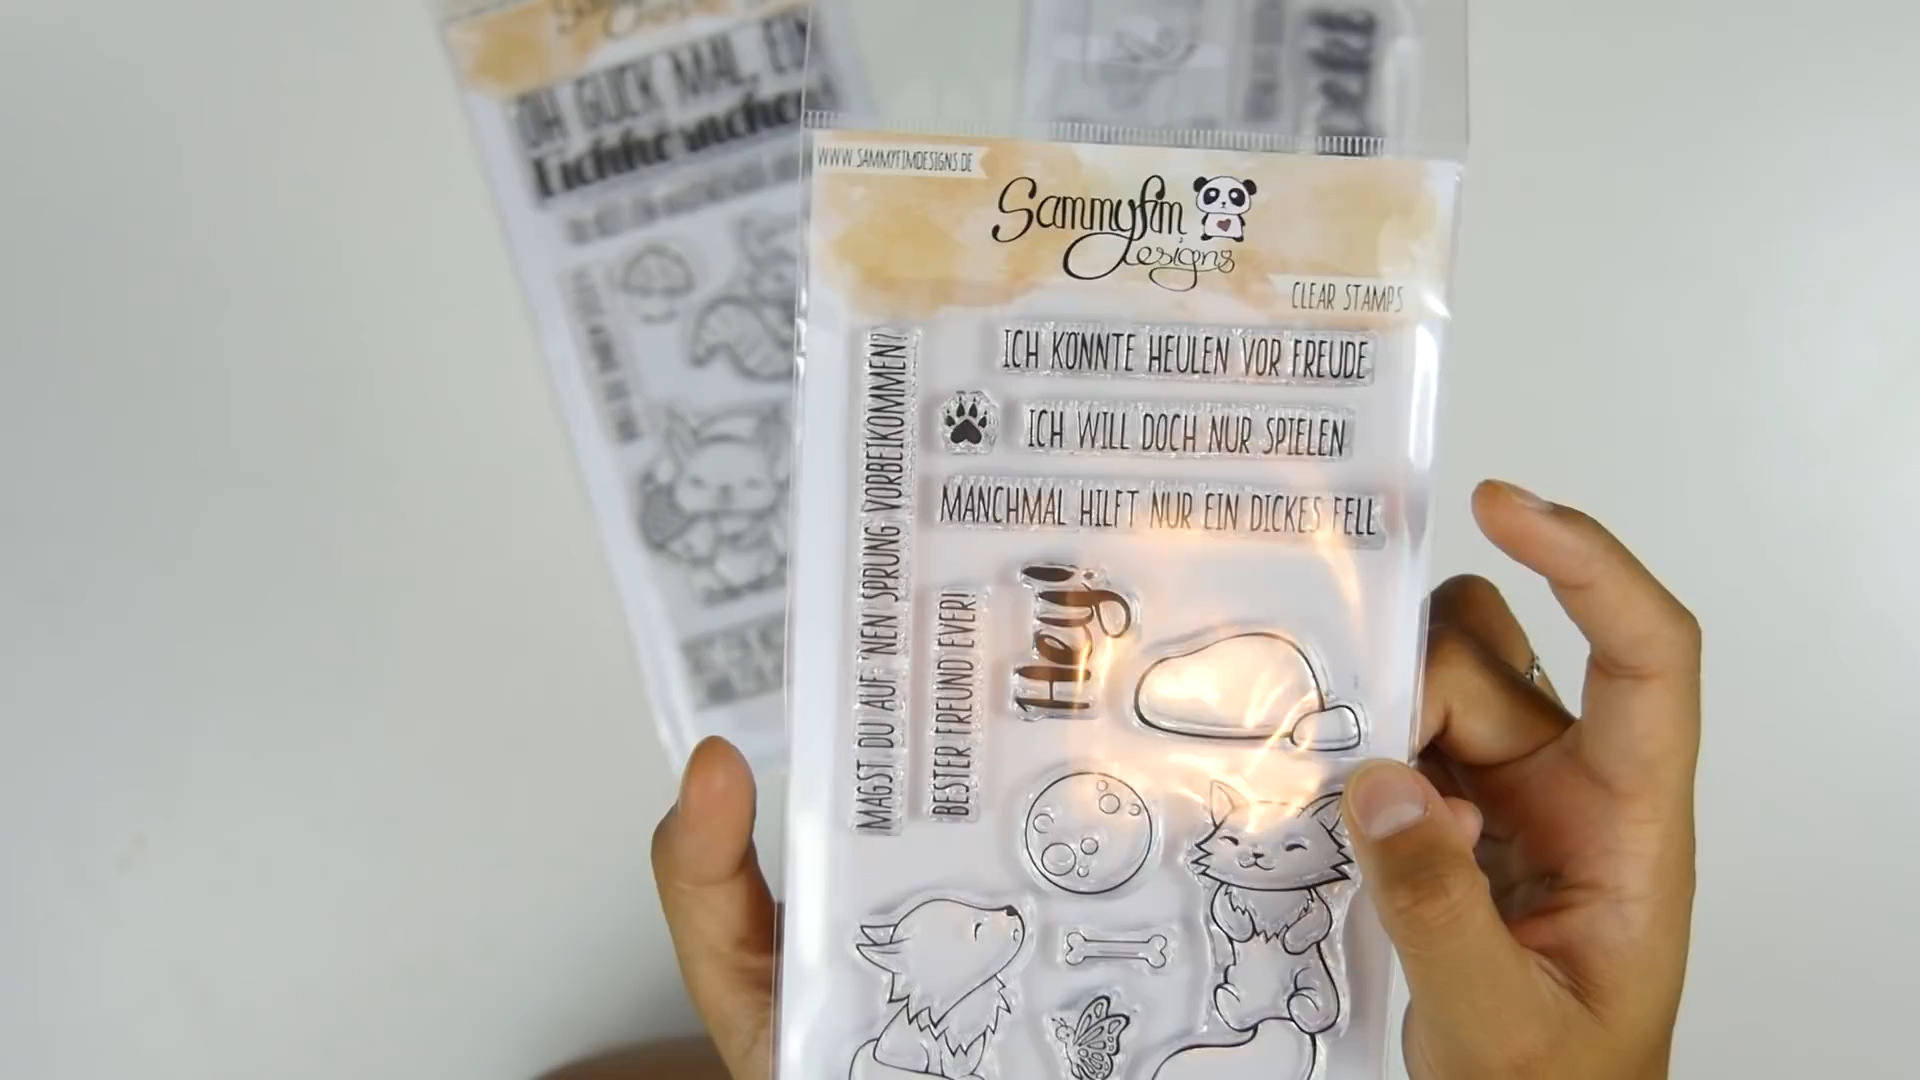 OH GUCK MAL, EIN
WWW.SAMMYFIMDESIGNS.DE
Sammyfim
Designs
CLEAR STAMPS
ICH KÖNNTE HEULEN VOR FREUDE
ICH WILL DOCH NUR SPIELEN
MANCHMAL HILFT NUR EIN DICKES FELL
MAGST DU AUF 'NEN SPRUNG VORBEIKOMMEN?
BESTER FREUND EVER!
Hey!